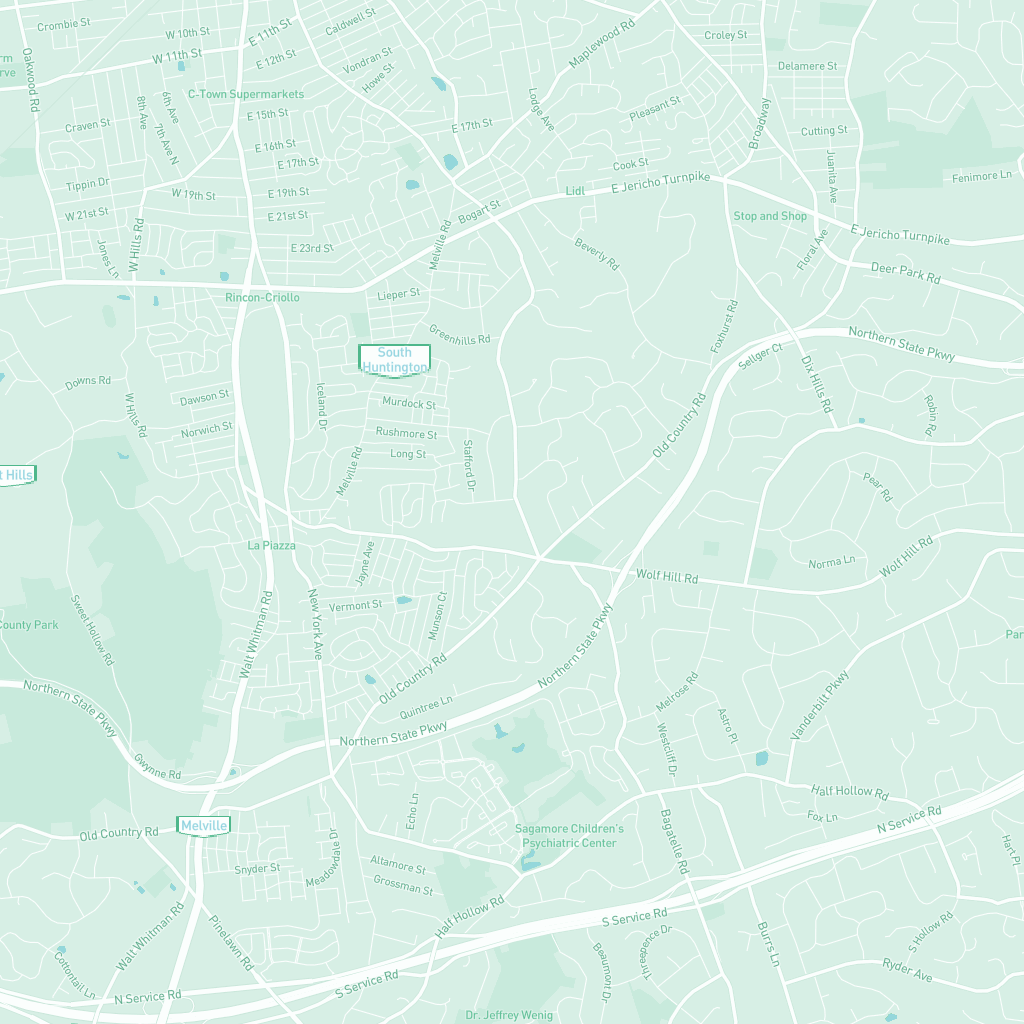 Crombie St
W 10th St
E 11th St
Caldwell St
Maplewood Rd
Croley St
W 11th St
E 12th St
Vondran St
Howe St
Delamere St
rm
rve
Oakwood Rd
C-Town Supermarkets
8th Ave
6th Ave
7th Ave N
Lodge Ave
Pleasant St
Broadway
Craven St
E 15th St
E 17th St
Cutting St
E 16th St
E 17th St
Cook St
Juanita Ave
Fenimore Ln
Tippin Dr
W 19th St
E 19th St
Lidl
E Jericho Turnpike
W 21st St
E 21st St
Bogart St
Stop and Shop
E Jericho Turnpike
Jones Ln
W Hills Rd
E 23rd St
Melville Rd
Beverly Rd
Floral Ave
Deer Park Rd
Rincon-Criollo
Lieper St
Greenhills Rd
Foxhurst Rd
Northern State Pkwy
South
Huntington
Sellger Ct
Downs Rd
Dix Hills Rd
W Hills Rd
Dawson St
Iceland Dr
Murdock St
Old Country Rd
Robin Rd
Norwich St
Rushmore St
Long St
Stafford Dr
Melville Rd
t Hills
Pear Rd
La Piazza
Jayne Ave
Wolf Hill Rd
Norma Ln
Wolf Hill Rd
Sweet Hollow Rd
New York Ave
Vermont St
Munson Ct
County Park
Walt Whitman Rd
Northern State Pkwy
Par
Old Country Rd
Northern State Pkwy
Quintree Ln
Melrose Rd
Vanderbilt Pkwy
Northern State Pkwy
Westcliff Dr
Astro Pl
Gwynne Rd
Half Hollow Rd
Echo Ln
Fox Ln
N Service Rd
Melville
Old Country Rd
Sagamore Children's
Psychiatric Center
Bagatelle Rd
Hart Pl
Snyder St
Meadowdale Dr
Altamore St
Grossman St
Half Hollow Rd
S Service Rd
Walt Whitman Rd
Pinelawn Rd
Burrs Ln
S Hollow Rd
Threepence Dr
Beaumont Dr
Cottontail Ln
Ryder Ave
N Service Rd
S Service Rd
Dr. Jeffrey Wenig